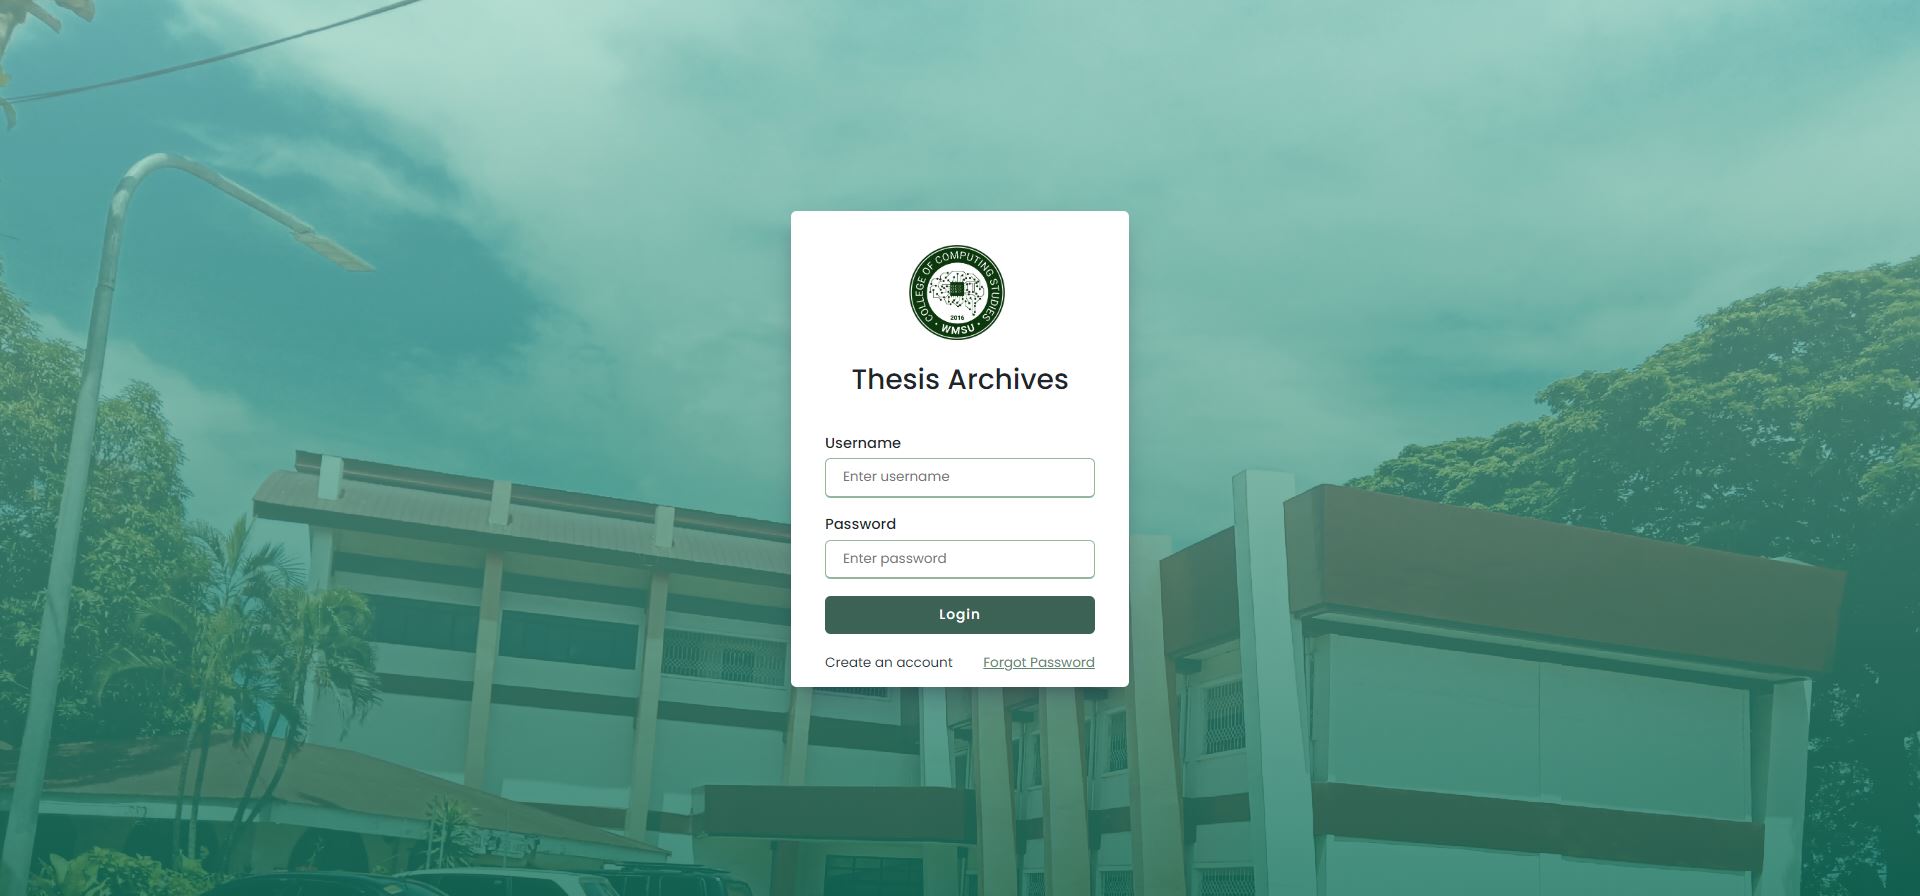 COLLEGE OF COMPUTING STUDIES
2016
• WMSU •
Thesis Archives
Username
Enter username
Password
Enter password
Login
Create an account Forgot Password